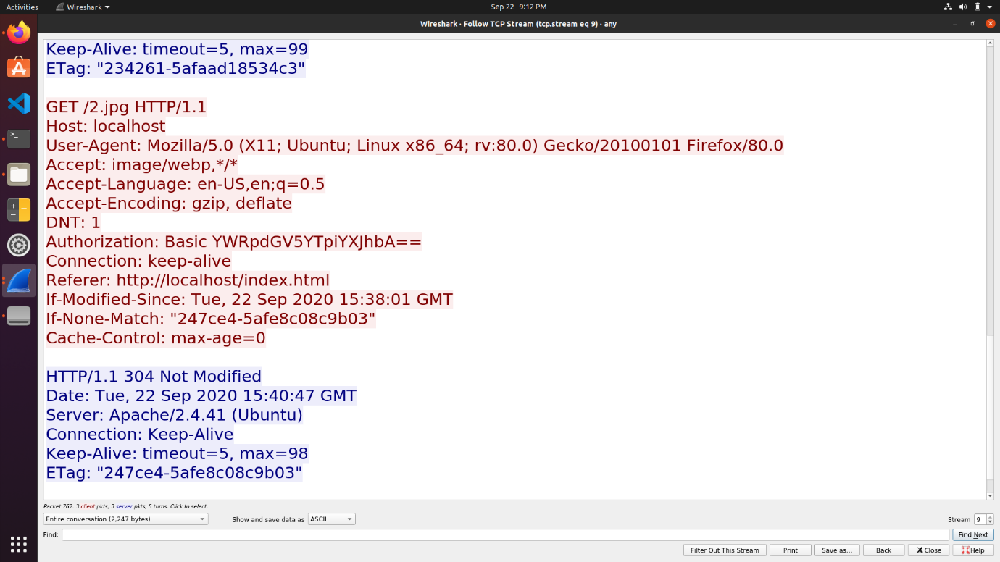 Activities
Wireshark
Sep 22 9:12 PM
Wireshark · Follow TCP Stream (tcp.stream eq 9) · any
Keep-Alive: timeout=5, max=99
ETag: "234261-5afaad18534c3"
GET /2.jpg HTTP/1.1
Host: localhost
User-Agent: Mozilla/5.0 (X11; Ubuntu; Linux x86_64; rv:80.0) Gecko/20100101 Firefox/80.0
Accept: image/webp,*/*
Accept-Language: en-US,en;q=0.5
Accept-Encoding: gzip, deflate
DNT: 1
Authorization: Basic YWRpdGV5YTpiYXJhbA==
Connection: keep-alive
Referer: http://localhost/index.html
If-Modified-Since: Tue, 22 Sep 2020 15:38:01 GMT
If-None-Match: "247ce4-5afe8c08c9b03"
Cache-Control: max-age=0
HTTP/1.1 304 Not Modified
Date: Tue, 22 Sep 2020 15:40:47 GMT
Server: Apache/2.4.41 (Ubuntu)
Connection: Keep-Alive
Keep-Alive: timeout=5, max=98
ETag: "247ce4-5afe8c08c9b03"
Packet 762. 3 client pkts, 3 server pkts, 5 turns. Click to select.
Entire conversation (2,247 bytes)
Show and save data as ASCII
Stream 9
Find:
Find Next
Filter Out This Stream
Print
Save as...
Back
Close
Help